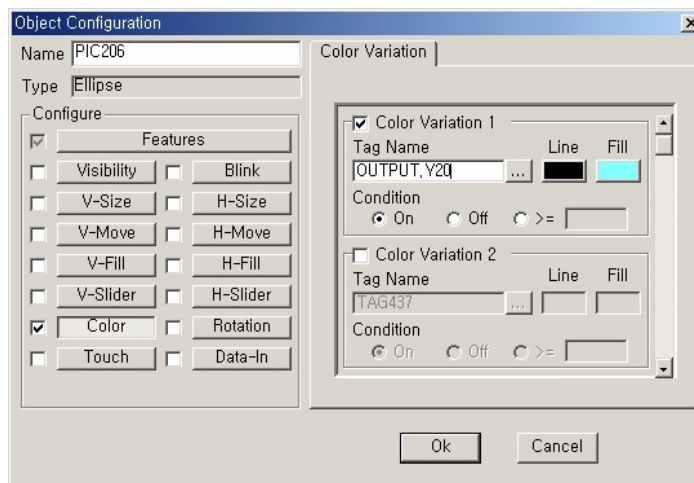 Object Configuration
Name PIC206
Type Ellipse
Configure
Features
Visibility Blink
V-Size H-Size
V-Move H-Move
V-Fill H-Fill
V-Slider H-Slider
Color Rotation
Touch Data-In
Color Variation
Color Variation 1
Tag Name Line Fill
OUTPUT,Y20 ...
Condition
On Off >=
Color Variation 2
Tag Name Line Fill
TAG437 ...
Condition
On Off >=
Ok Cancel